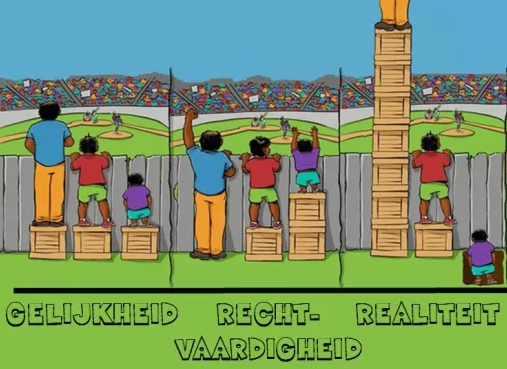 GELIJKHEID RECHT- REALITEIT
VAARDIGHEID